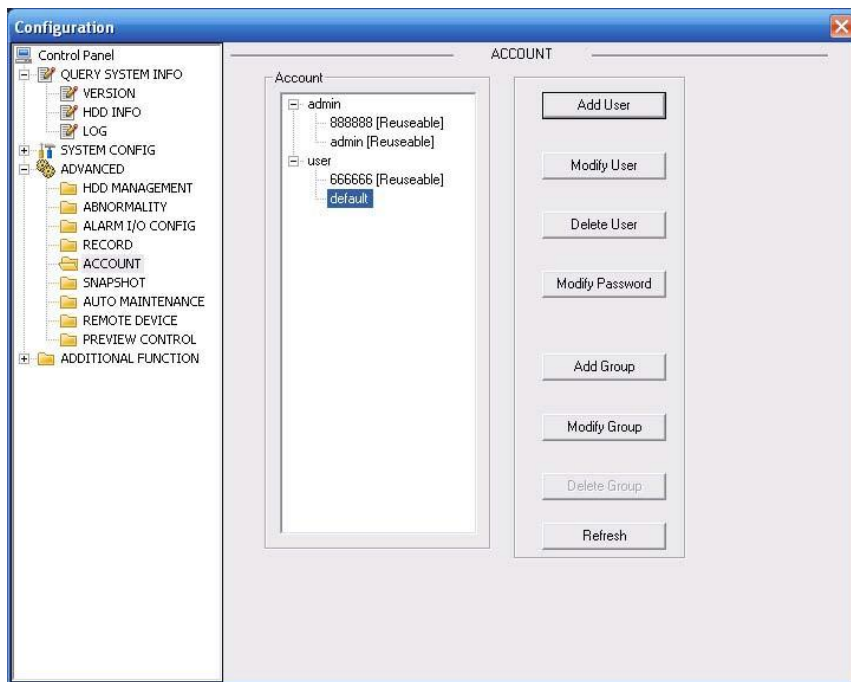 Configuration
Control Panel
QUERY SYSTEM INFO
VERSION
HDD INFO
LOG
SYSTEM CONFIG
ADVANCED
HDD MANAGEMENT
ABNORMALITY
ALARM I/O CONFIG
RECORD
ACCOUNT
SNAPSHOT
AUTO MAINTENANCE
REMOTE DEVICE
PREVIEW CONTROL
ADDITIONAL FUNCTION
ACCOUNT
Account
admin
888888 [Reuseable]
admin [Reuseable]
user
666666 [Reuseable]
default
Add User
Modify User
Delete User
Modify Password
Add Group
Modify Group
Delete Group
Refresh